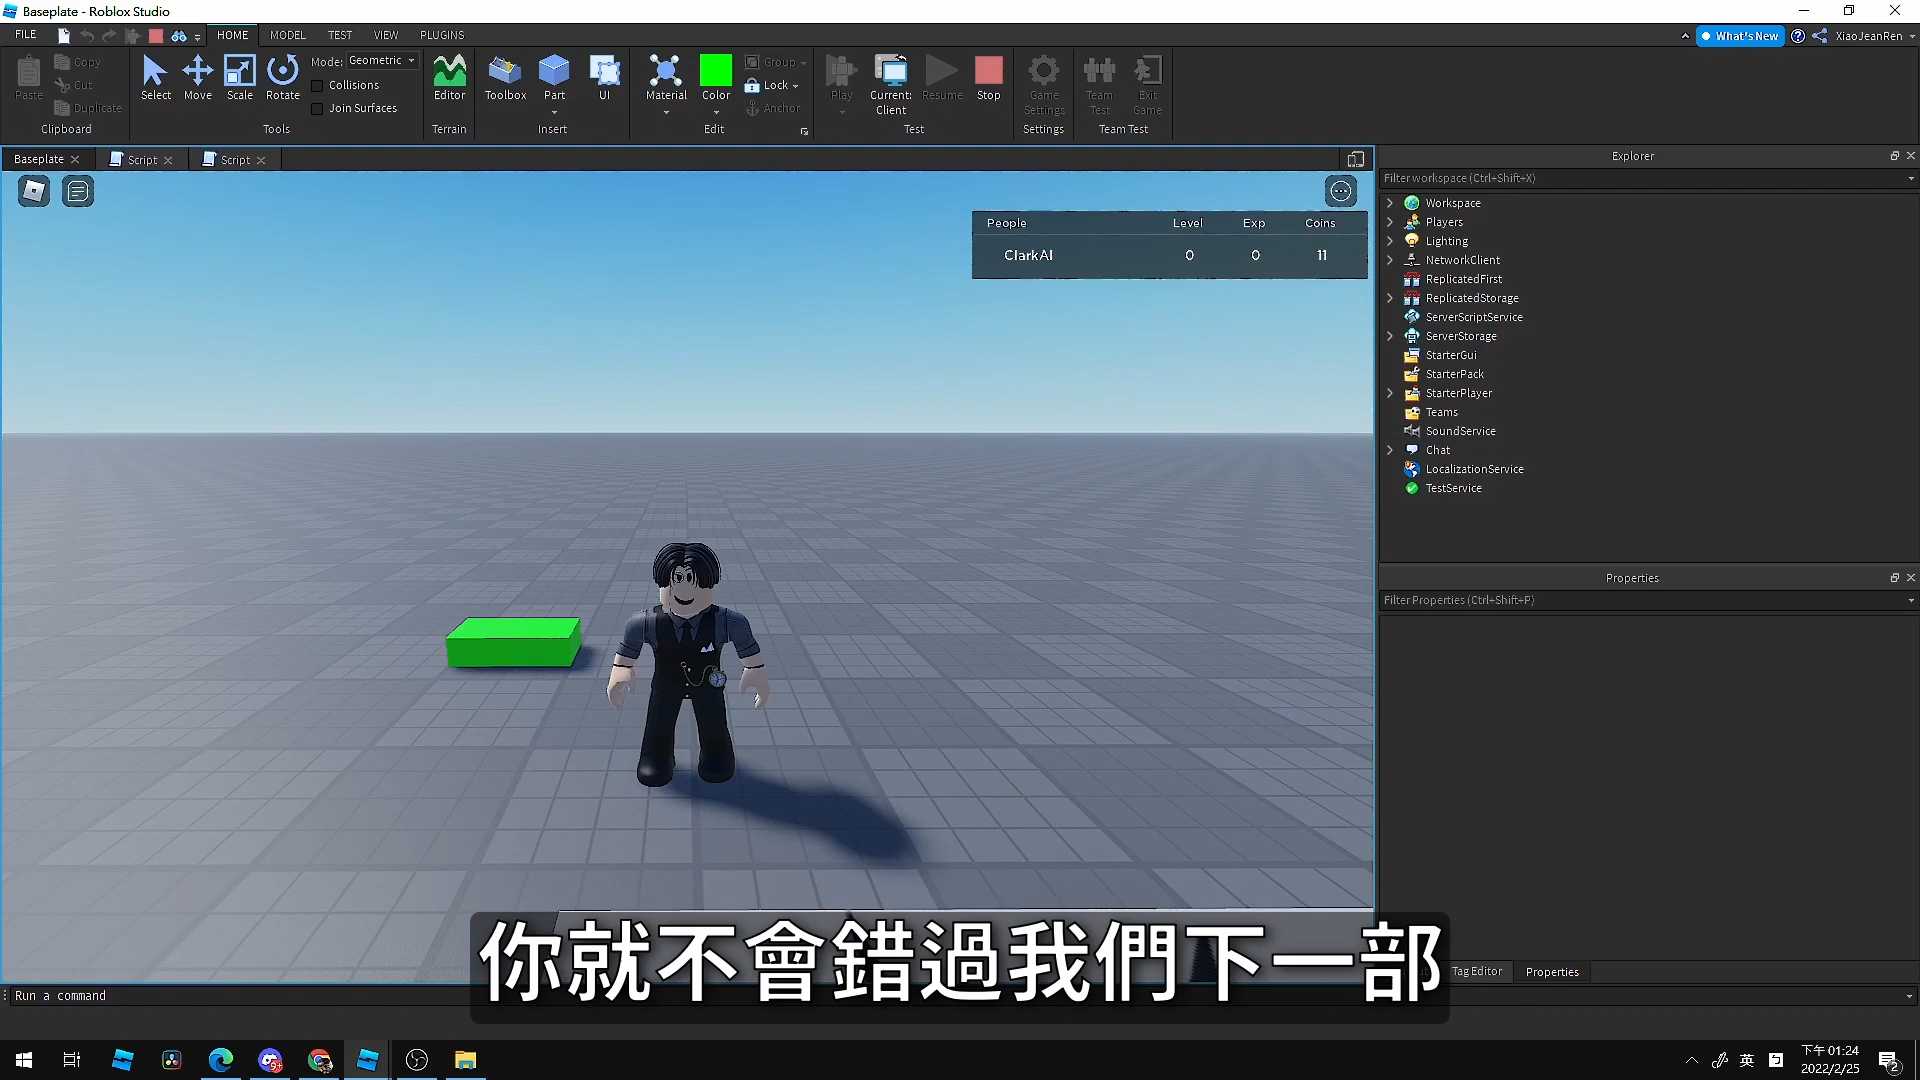 Baseplate - Roblox Studio
FILE HOME MODEL TEST VIEW PLUGINS What's New XiaoJeanRen
Paste Copy Cut Duplicate Clipboard
Select Move Scale Rotate Mode: Geometric Collisions Join Surfaces Tools
Editor Terrain
Toolbox Part UI Insert
Material Color Group Lock Anchor Edit
Play Current: Client Resume Stop Test
Game Settings Settings
Team Test Exit Game Team Test
Baseplate Script Script
People Level Exp Coins
ClarkAI 0 0 11
Explorer
Filter workspace (Ctrl+Shift+X)
Workspace
Players
Lighting
NetworkClient
ReplicatedFirst
ReplicatedStorage
ServerScriptService
ServerStorage
StarterGui
StarterPack
StarterPlayer
Teams
SoundService
Chat
LocalizationService
TestService
Properties
Filter Properties (Ctrl+Shift+P)
Tag Editor Properties
你就不會錯過我們下一部
Run a command
9+
英
下午 01:24
2022/2/25
2